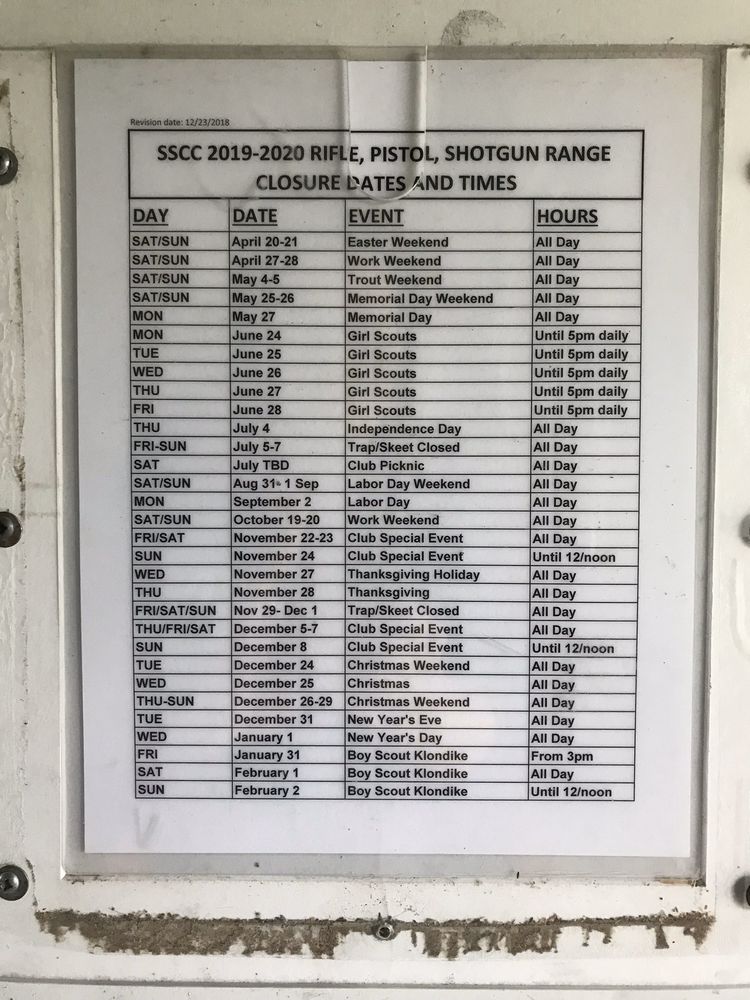 Revision date: 12/23/2018
SSCC 2019-2020 RIFLE, PISTOL, SHOTGUN RANGE
CLOSURE DATES AND TIMES
DAY DATE EVENT HOURS
SAT/SUN April 20-21 Easter Weekend All Day
SAT/SUN April 27-28 Work Weekend All Day
SAT/SUN May 4-5 Trout Weekend All Day
SAT/SUN May 25-26 Memorial Day Weekend All Day
MON May 27 Memorial Day All Day
MON June 24 Girl Scouts Until 5pm daily
TUE June 25 Girl Scouts Until 5pm daily
WED June 26 Girl Scouts Until 5pm daily
THU June 27 Girl Scouts Until 5pm daily
FRI June 28 Girl Scouts Until 5pm daily
THU July 4 Independence Day All Day
FRI-SUN July 5-7 Trap/Skeet Closed All Day
SAT July TBD Club Picknic All Day
SAT/SUN Aug 31- 1 Sep Labor Day Weekend All Day
MON September 2 Labor Day All Day
SAT/SUN October 19-20 Work Weekend All Day
FRI/SAT November 22-23 Club Special Event All Day
SUN November 24 Club Special Event Until 12/noon
WED November 27 Thanksgiving Holiday All Day
THU November 28 Thanksgiving All Day
FRI/SAT/SUN Nov 29- Dec 1 Trap/Skeet Closed All Day
THU/FRI/SAT December 5-7 Club Special Event All Day
SUN December 8 Club Special Event Until 12/noon
TUE December 24 Christmas Weekend All Day
WED December 25 Christmas All Day
THU-SUN December 26-29 Christmas Weekend All Day
TUE December 31 New Year's Eve All Day
WED January 1 New Year's Day All Day
FRI January 31 Boy Scout Klondike From 3pm
SAT February 1 Boy Scout Klondike All Day
SUN February 2 Boy Scout Klondike Until 12/noon